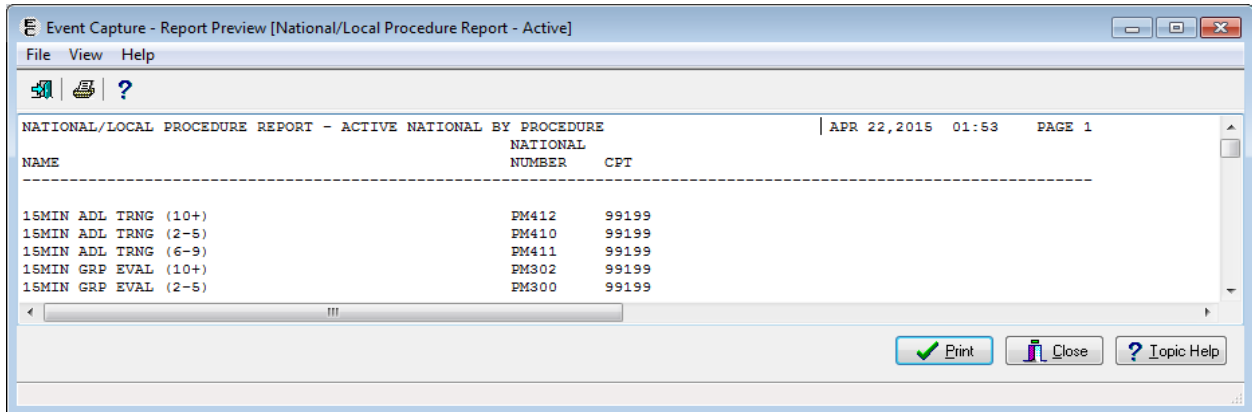 Event Capture - Report Preview [National/Local Procedure Report - Active]
File View Help
?
NATIONAL/LOCAL PROCEDURE REPORT - ACTIVE NATIONAL BY PROCEDURE APR 22,2015 01:53 PAGE 1
NATIONAL
NAME NUMBER CPT
15MIN ADL TRNG (10+) PM412 99199
15MIN ADL TRNG (2-5) PM410 99199
15MIN ADL TRNG (6-9) PM411 99199
15MIN GRP EVAL (10+) PM302 99199
15MIN GRP EVAL (2-5) PM300 99199
Print Close ? Topic Help